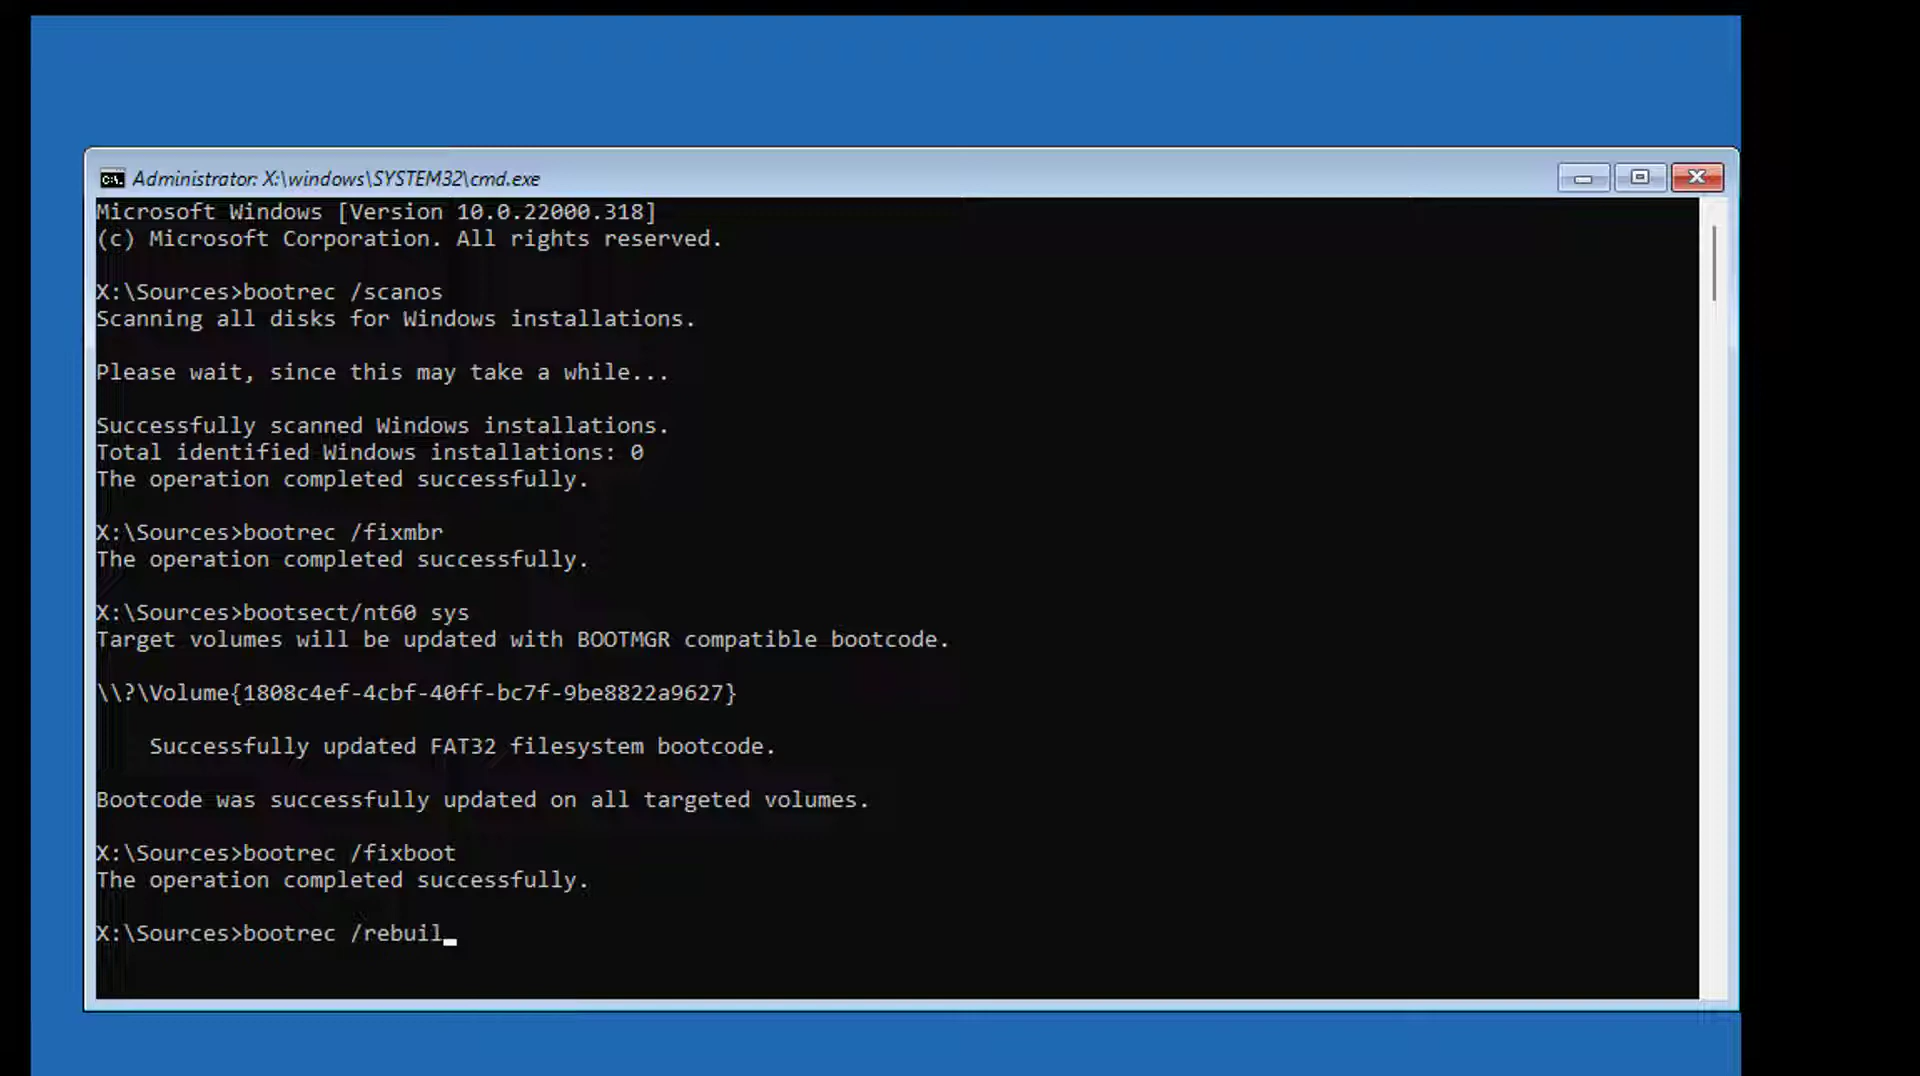 Administrator: X:\windows\SYSTEM32\cmd.exe
Microsoft Windows [Version 10.0.22000.318]
(c) Microsoft Corporation. All rights reserved.
X:\Sources>bootrec /scanos
Scanning all disks for Windows installations.
Please wait, since this may take a while...
Successfully scanned Windows installations.
Total identified Windows installations: 0
The operation completed successfully.
X:\Sources>bootrec /fixmbr
The operation completed successfully.
X:\Sources>bootsect/nt60 sys
Target volumes will be updated with BOOTMGR compatible bootcode.
\\?\Volume{1808c4ef-4cbf-40ff-bc7f-9be8822a9627}
Successfully updated FAT32 filesystem bootcode.
Bootcode was successfully updated on all targeted volumes.
X:\Sources>bootrec /fixboot
The operation completed successfully.
X:\Sources>bootrec /rebuil